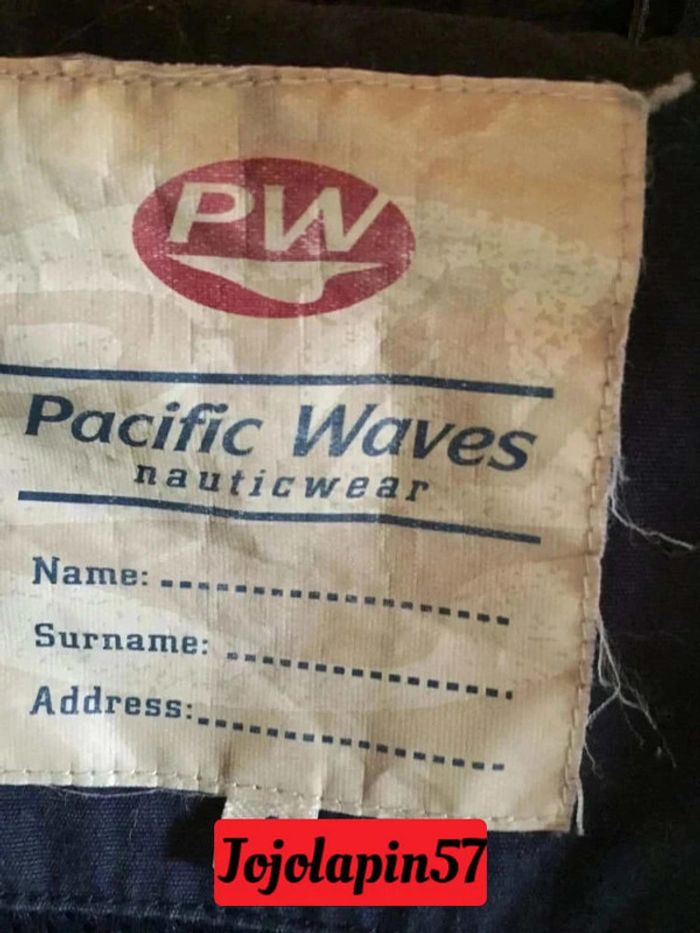 PW
Pacific Waves
nauticwear
Name:
Surname:
Address:
Jojolapin57